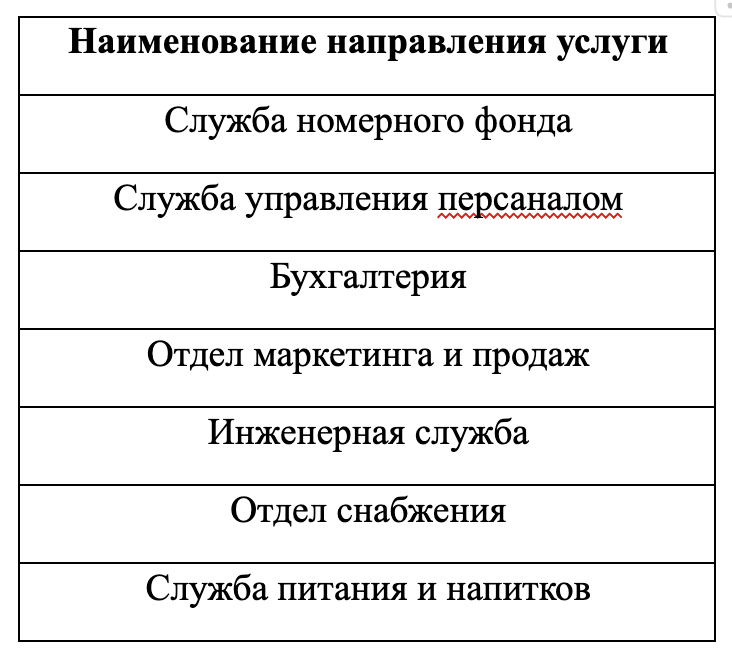 Наименование направления услуги
Служба номерного фонда
Служба управления персаналом
Бухгалтерия
Отдел маркетинга и продаж
Инженерная служба
Отдел снабжения
Служба питания и напитков